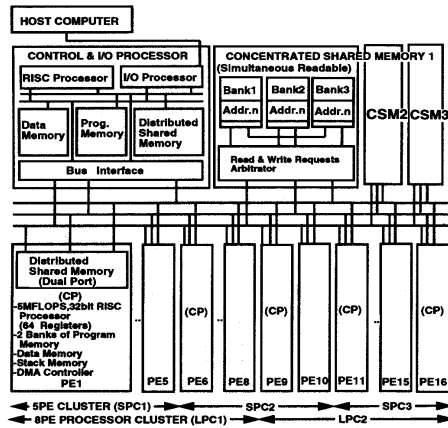 HOST COMPUTER
CONTROL & I/O PROCESSOR
RISC Processor
I/O Processor
Data
Memory
Prog.
Memory
Distributed
Shared
Memory
Bus Interface
CONCENTRATED SHARED MEMORY 1
(Simultaneous Readable)
Bank1
Bank2
Bank3
Addr.n
Addr.n
Addr.n
Read & Write Requests
Arbitrator
CSM2
CSM3
Distributed
Shared Memory
(Dual Port)
(CP)
-5MFLOPS,32bit RISC
Processor
(64 Registers)
-2 Banks of Program
Memory
-Data Memory
-Stack Memory
-DMA Controller
PE1
..
PE5
(CP)
PE6
..
PE8
(CP)
PE9
PE10
(CP)
PE11
..
PE15
(CP)
PE16
5PE CLUSTER (SPC1)
SPC2
SPC3
8PE PROCESSOR CLUSTER (LPC1)
LPC2